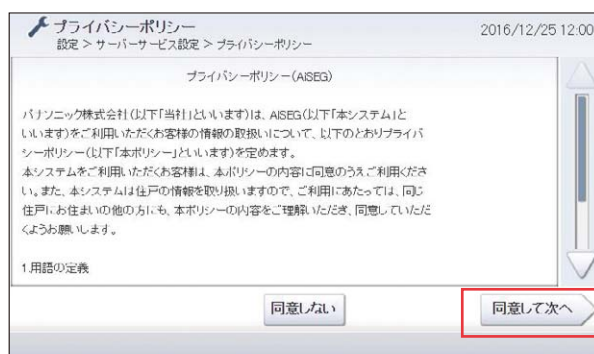 プライバシーポリシー
2016/12/25 12:00
設定 > サーバーサービス設定 > プライバシーポリシー
プライバシーポリシー(AiSEG)
パナソニック株式会社(以下「当社」といいます)は、AiSEG(以下「本システム」と
いいます)をご利用いただくお客様の情報の取扱いについて、以下のとおりプライバ
シーポリシー(以下「本ポリシー」といいます)を定めます。
本システムをご利用いただくお客様は、本ポリシーの内容に同意のうえご利用くださ
い。また、本システムは住戸の情報を取り扱いますので、ご利用にあたっては、同じ
住戸にお住まいの他の方にも、本ポリシーの内容をご理解いただき、同意していただ
くようお願いします。
1.用語の定義
同意しない
同意して次へ